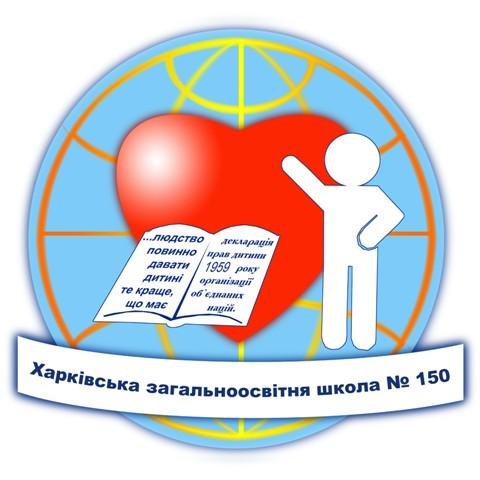 ...людство
повинно
давати
дитині
те краще,
що має
декларація
прав дитини
1959 року
організації
об'єднаних
націй.
Харківська загальноосвітня школа № 150